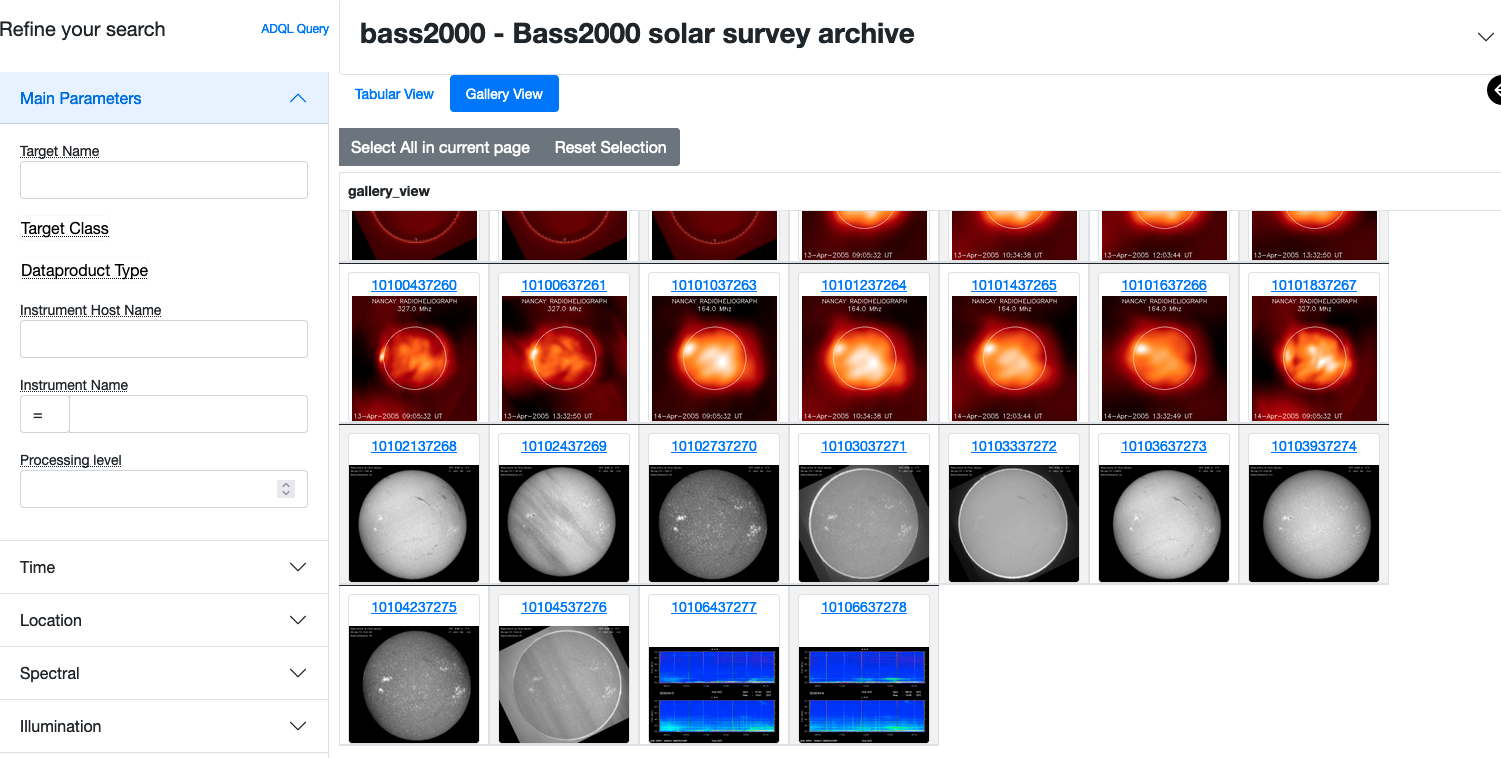 Refine your search
ADQL Query
Main Parameters
Target Name
Target Class
Dataproduct Type
Instrument Host Name
Instrument Name
=
Processing level
Time
Location
Spectral
Illumination
bass2000 - Bass2000 solar survey archive
Tabular View Gallery View
Select All in current page Reset Selection
gallery_view
13-Apr-2005 09:05:32 UT 13-Apr-2005 10:34:38 UT 13-Apr-2005 12:03:44 UT 13-Apr-2005 13:32:50 UT
10100437260 10100637261 10101037263 10101237264 10101437265 10101637266 10101837267
NANCAY RADIOHELIOGRAPH NANCAY RADIOHELIOGRAPH NANCAY RADIOHELIOGRAPH NANCAY RADIOHELIOGRAPH NANCAY RADIOHELIOGRAPH NANCAY RADIOHELIOGRAPH NANCAY RADIOHELIOGRAPH
327.0 Mhz 327.0 Mhz 164.0 Mhz 164.0 Mhz 164.0 Mhz 164.0 Mhz 327.0 Mhz
13-Apr-2005 09:05:32 UT 13-Apr-2005 13:32:50 UT 14-Apr-2005 09:05:32 UT 14-Apr-2005 10:34:38 UT 14-Apr-2005 12:03:44 UT 14-Apr-2005 13:32:49 UT 14-Apr-2005 09:05:32 UT
10102137268 10102437269 10102737270 10103037271 10103337272 10103637273 10103937274
10104237275 10104537276 10106437277 10106637278